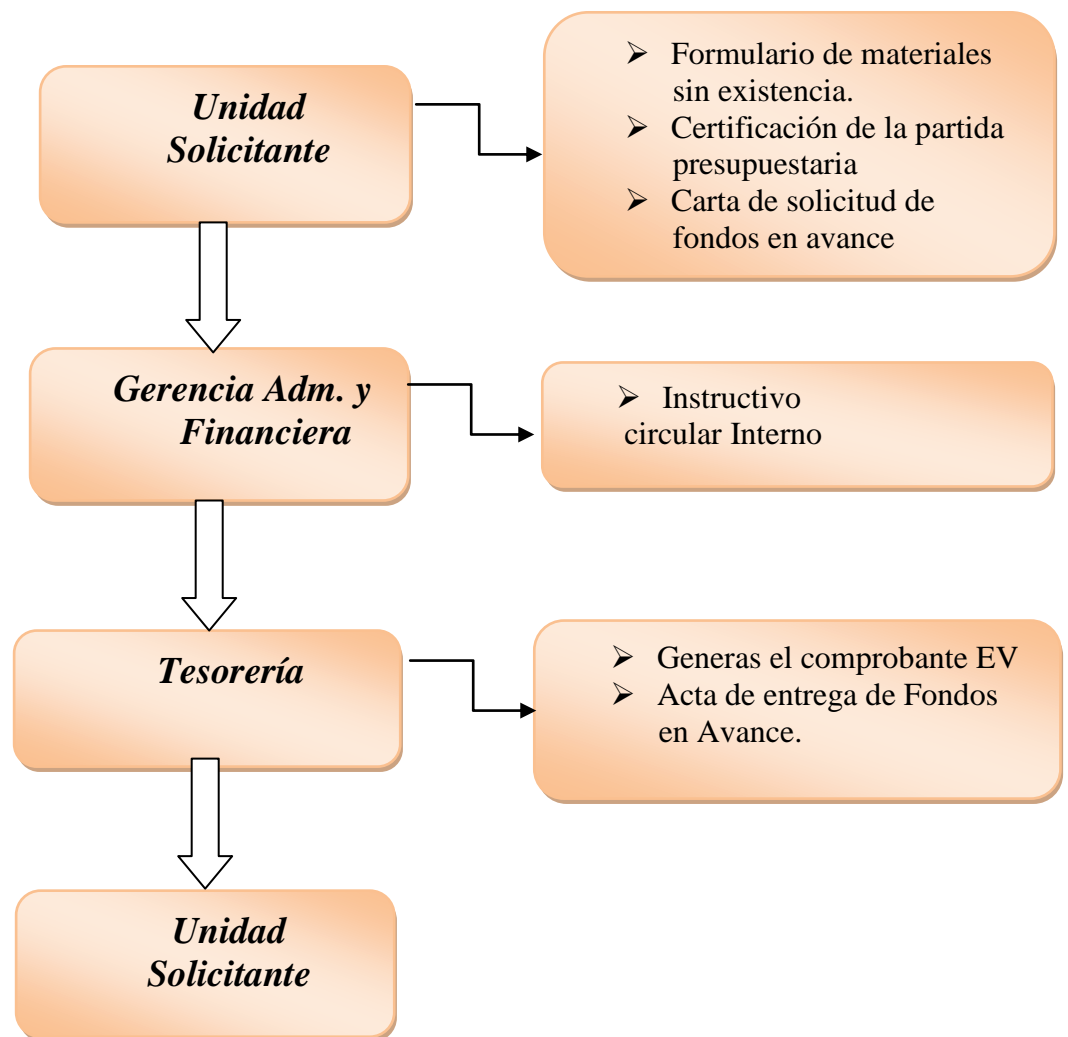 Unidad
Solicitante
➢ Formulario de materiales
sin existencia.
➢ Certificación de la partida
presupuestaria
➢ Carta de solicitud de
fondos en avance
Gerencia Adm. y
Financiera
➢ Instructivo
circular Interno
Tesorería
➢ Generas el comprobante EV
➢ Acta de entrega de Fondos
en Avance.
Unidad
Solicitante